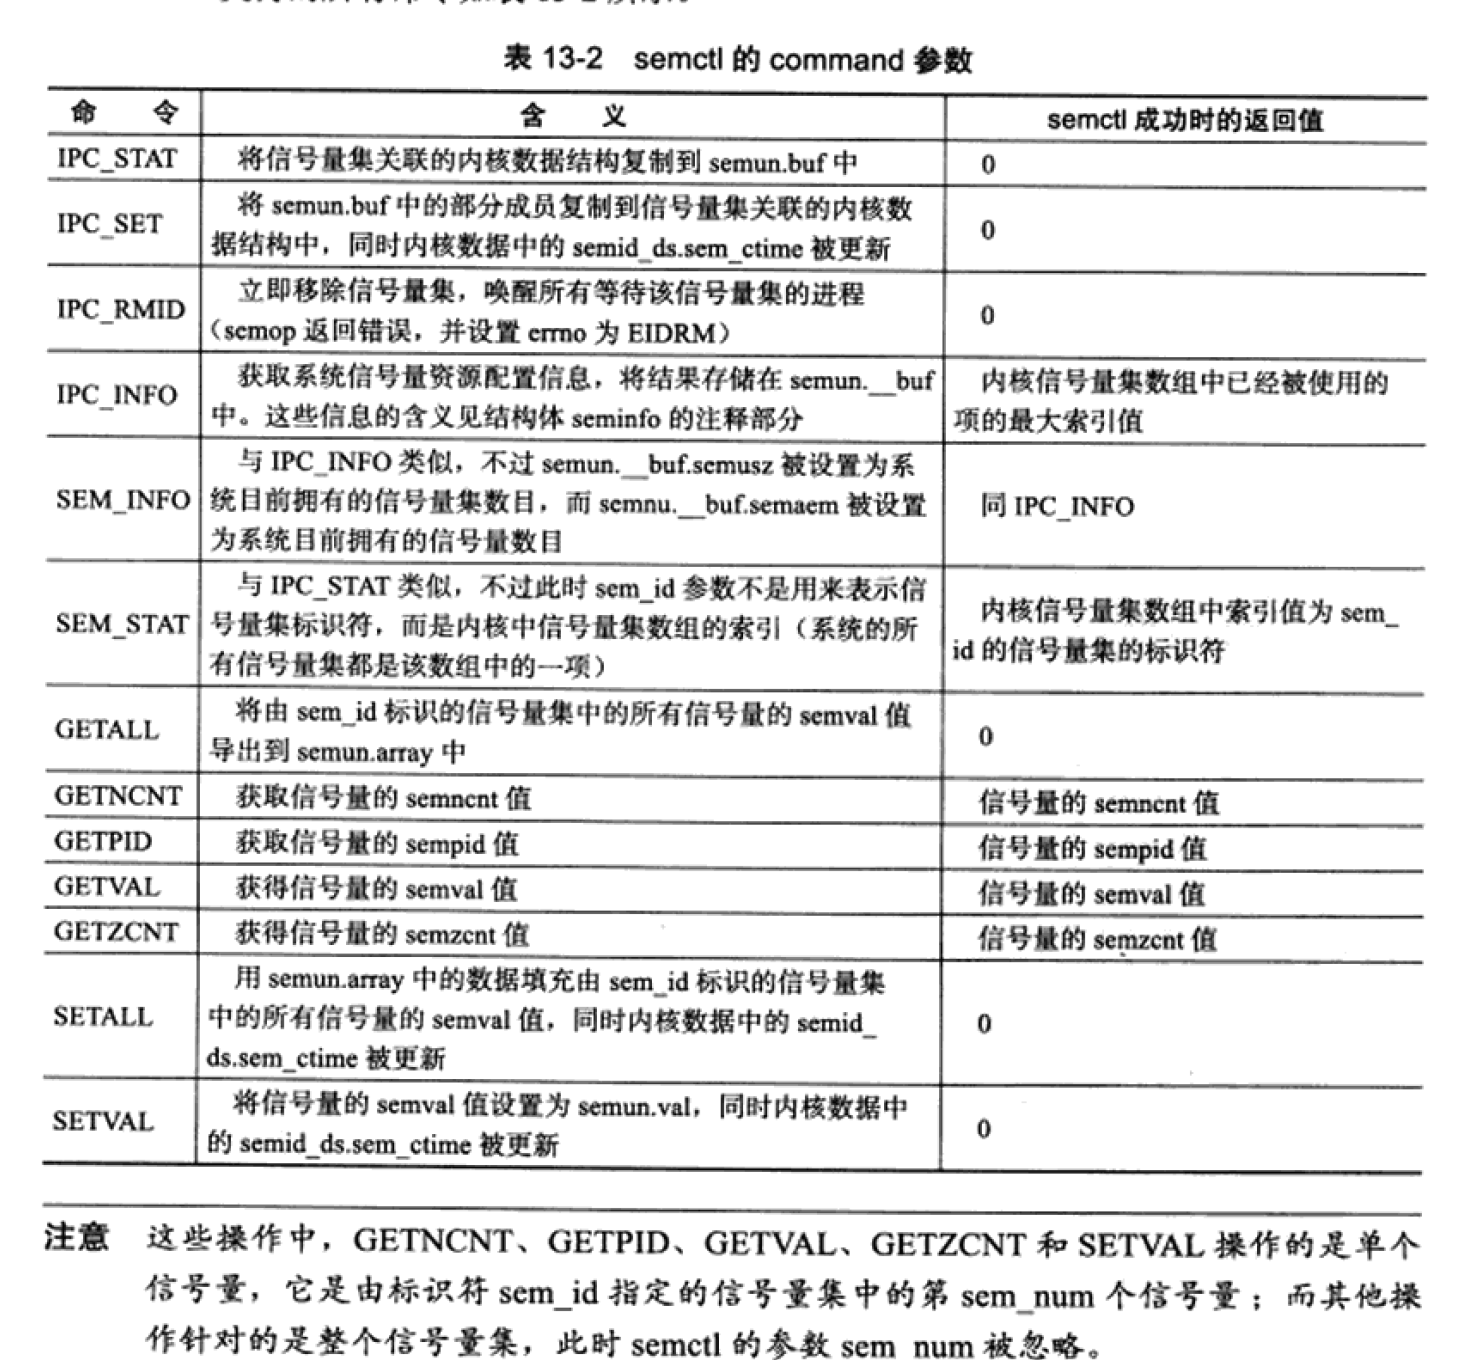 表 13-2 semctl 的 command 参数
命 令 含 义 semctl 成功时的返回值
IPC_STAT 将信号量集关联的内核数据结构复制到 semun.buf 中 0
将 semun.buf 中的部分成员复制到信号量集关联的内核数
IPC_SET 0
据结构中，同时内核数据中的 semid_ds.sem_ctime 被更新
立即移除信号量集，唤醒所有等待该信号量集的进程
IPC_RMID 0
（semop 返回错误，并设置 errno 为 EIDRM）
获取系统信号量资源配置信息，将结果存储在 semun.__buf
IPC_INFO
中。这些信息的含义见结构体 seminfo 的注释部分
内核信号量集数组中已经被使用的
项的最大索引值
与 IPC_INFO 类似，不过 semun.__buf.semusz 被设置为系
SEM_INFO 统目前拥有的信号量集数目，而 semnu.__buf.semaem 被设置
为系统目前拥有的信号量数目
同 IPC_INFO
与 IPC_STAT 类似，不过此时 sem_id 参数不是用来表示信
SEM_STAT 号量集标识符，而是内核中信号量集数组的索引（系统的所
有信号量集都是该数组中的一项）
内核信号量集数组中索引值为 sem_
id 的信号量集的标识符
将由 sem_id 标识的信号量集中的所有信号量的 semval 值
GETALL 0
导出到 semun.array 中
GETNCNT 获取信号量的 semncnt 值 信号量的 semncnt 值
GETPID 获取信号量的 sempid 值 信号量的 sempid 值
GETVAL 获得信号量的 semval 值 信号量的 semval 值
GETZCNT 获得信号量的 semzcnt 值 信号量的 semzcnt 值
用 semun.array 中的数据填充由 sem_id 标识的信号量集
SETALL 中的所有信号量的 semval 值，同时内核数据中的 semid_ 0
ds.sem_ctime 被更新
将信号量的 semval 值设置为 semun.val，同时内核数据中
SETVAL 0
的 semid_ds.sem_ctime 被更新
注意 这些操作中，GETNCNT、GETPID、GETVAL、GETZCNT 和 SETVAL 操作的是单个
信号量，它是由标识符 sem_id 指定的信号量集中的第 sem_num 个信号量；而其他操
作针对的是整个信号量集，此时 semctl 的参数 sem_num 被忽略。